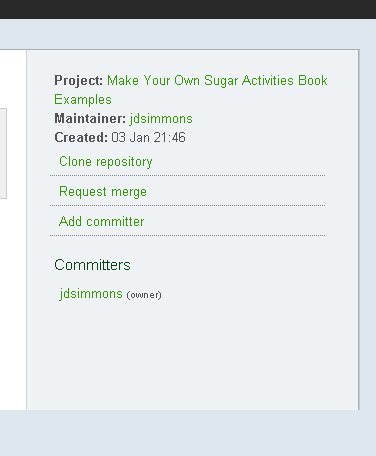 Project: Make Your Own Sugar Activities Book
Examples
Maintainer: jdsimmons
Created: 03 Jan 21:46
Clone repository
Request merge
Add committer
Committers
jdsimmons (owner)